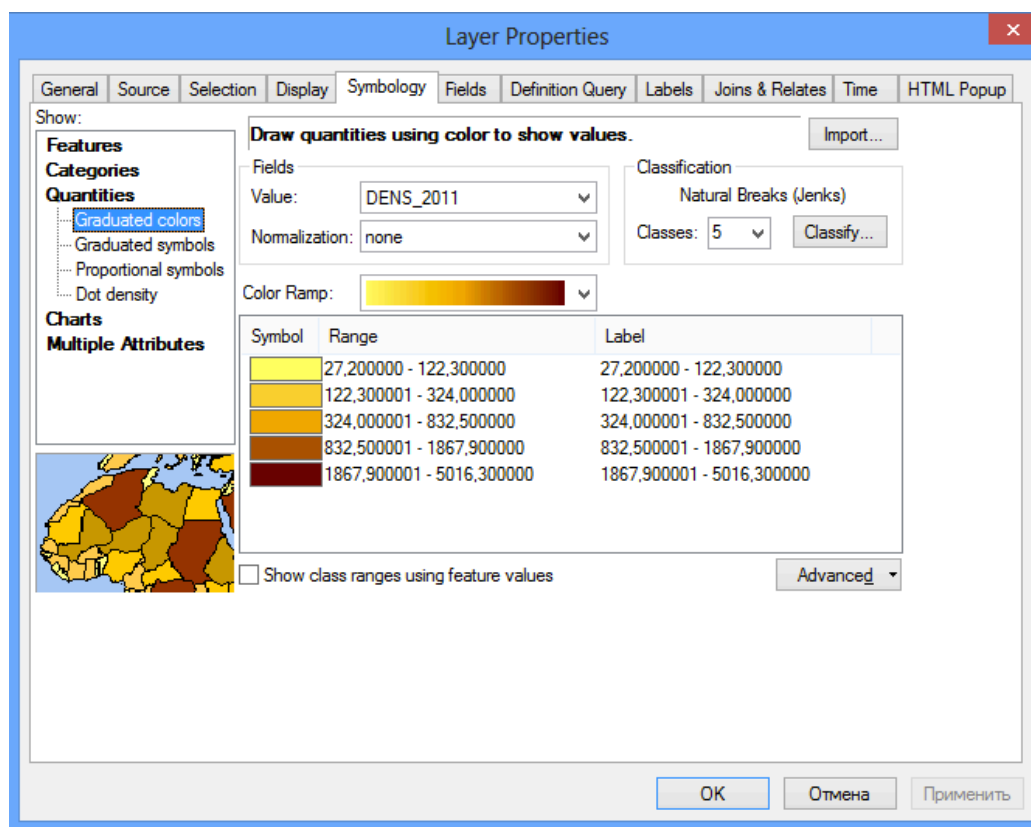 Layer Properties
General Source Selection Display Symbology Fields Definition Query Labels Joins & Relates Time HTML Popup
Show:
Features
Categories
Quantities
Graduated colors
Graduated symbols
Proportional symbols
Dot density
Charts
Multiple Attributes
Draw quantities using color to show values.
Import...
Fields
Value: DENS_2011
Normalization: none
Classification
Natural Breaks (Jenks)
Classes: 5 Classify...
Color Ramp:
Symbol Range Label
27,200000 - 122,300000 27,200000 - 122,300000
122,300001 - 324,000000 122,300001 - 324,000000
324,000001 - 832,500000 324,000001 - 832,500000
832,500001 - 1867,900000 832,500001 - 1867,900000
1867,900001 - 5016,300000 1867,900001 - 5016,300000
Show class ranges using feature values
Advanced
OK Отмена Применить